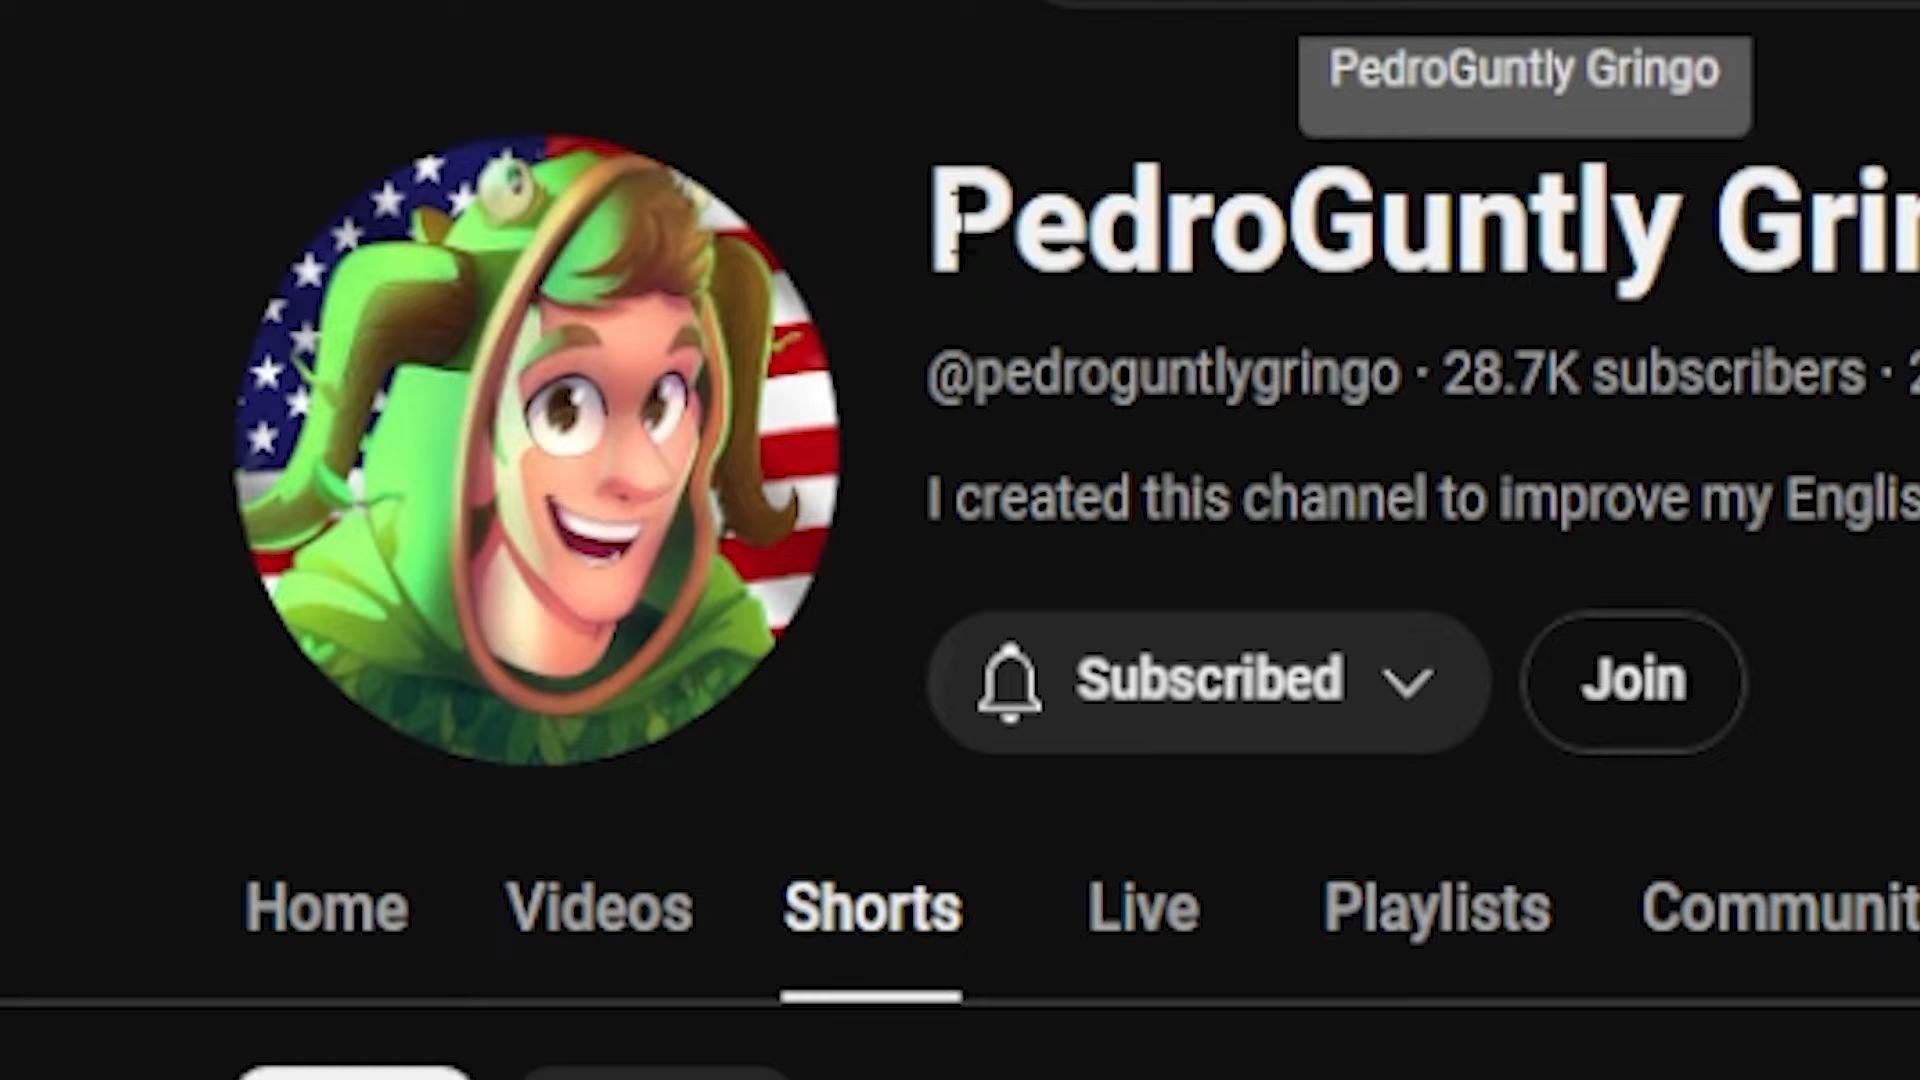 PedroGuntly Gringo
PedroGuntly Grin
@pedroguntlygringo · 28.7K subscribers · 2
I created this channel to improve my Englis
Subscribed
Join
Home Videos Shorts Live Playlists Communit